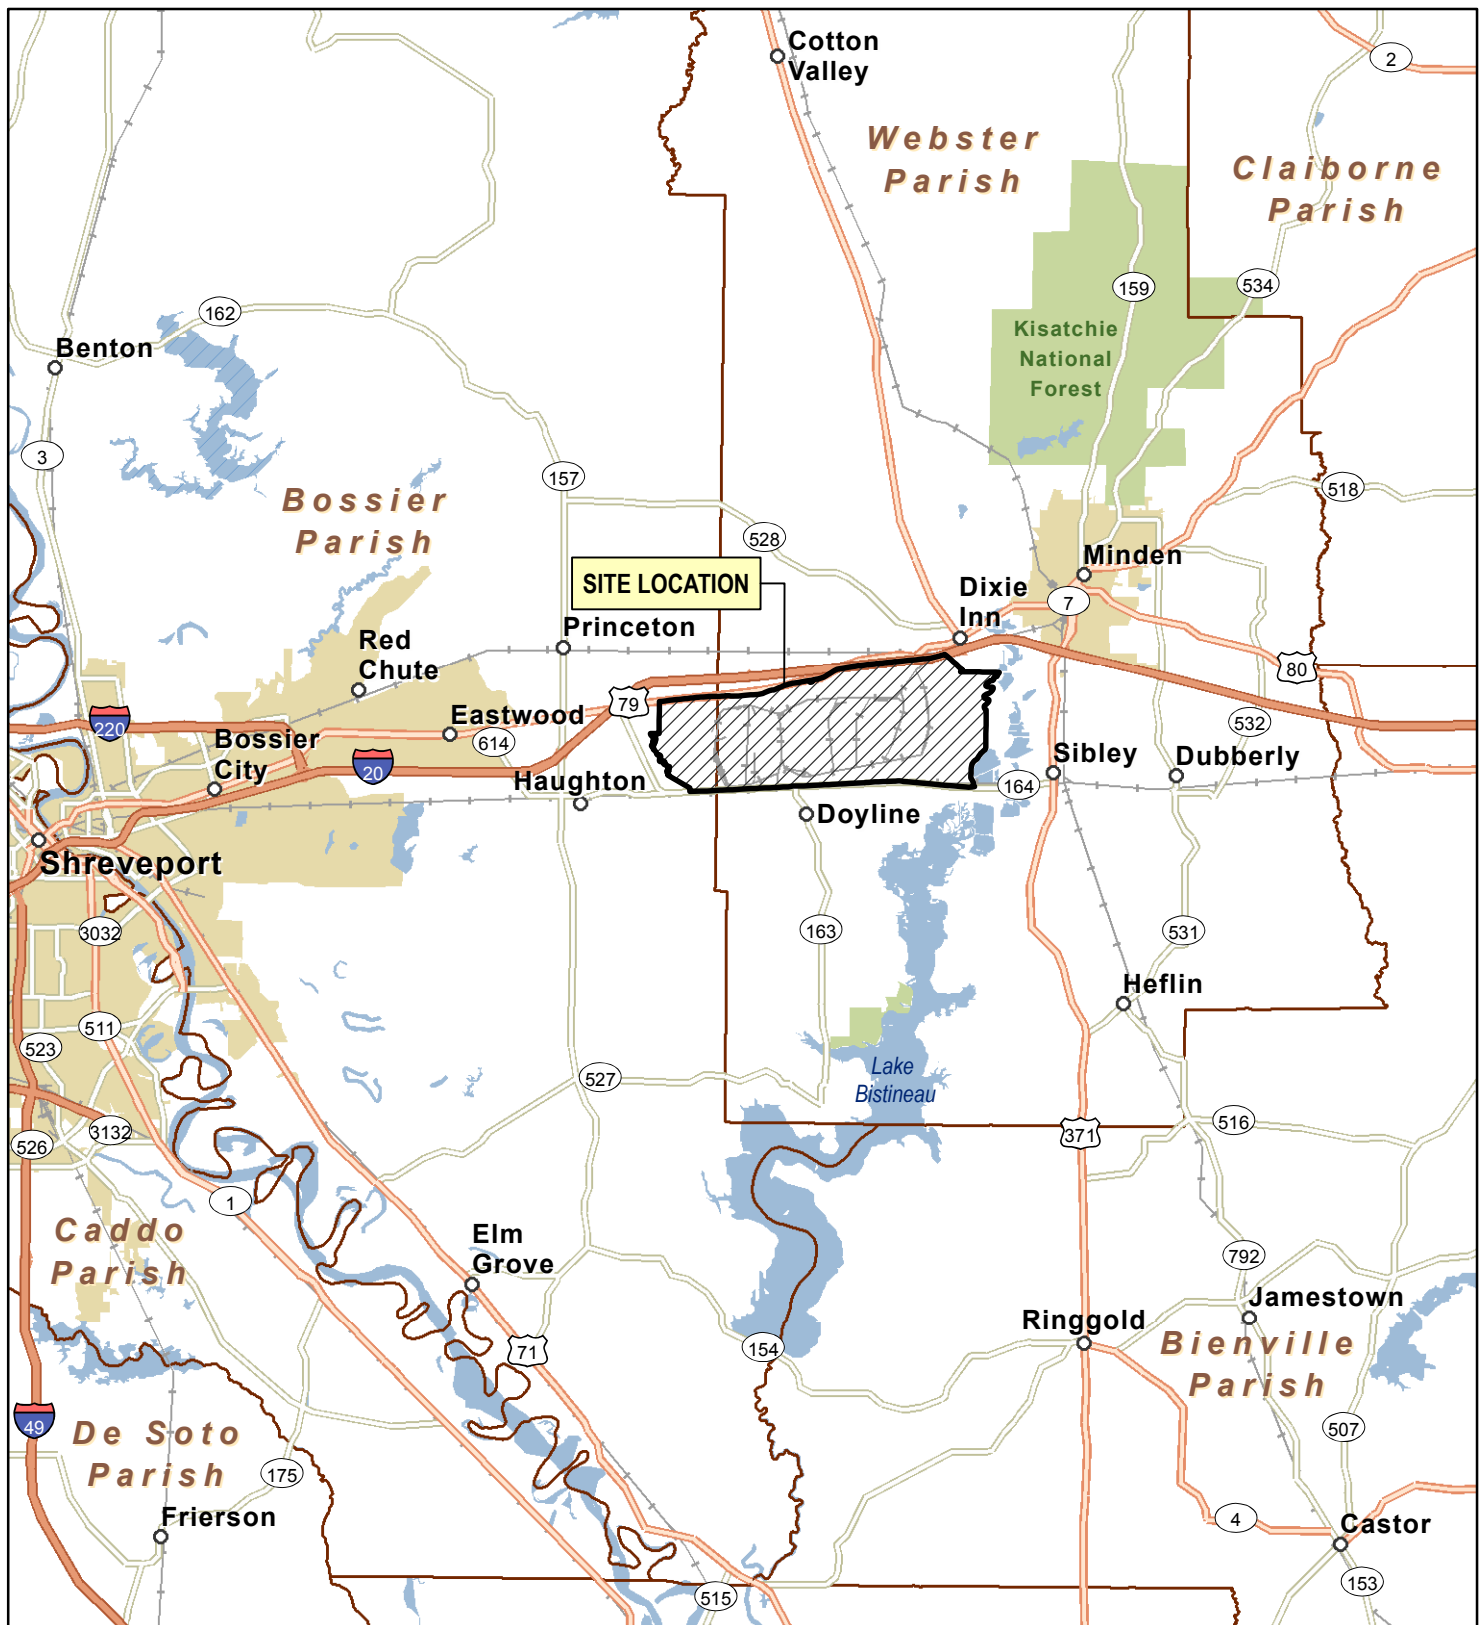 Cotton
Valley
2
Webster
Parish
Claiborne
Parish
159
534
162
Kisatchie
National
Forest
Benton
3
157
518
Bossier
Parish
528
Minden
SITE LOCATION
Dixie
Inn
7
Princeton
Red
Chute
80
79
220
Eastwood
614
532
Bossier
City
20
Sibley
Dubberly
Haughton
164
Doyline
Shreveport
3032
163
531
Heflin
511
523
Lake
Bistineau
527
516
3132
526
371
1
Caddo
Parish
Elm
Grove
792
Jamestown
Ringgold
71
154
Bienville
Parish
49
De Soto
Parish
507
175
Frierson
4
Castor
153
515